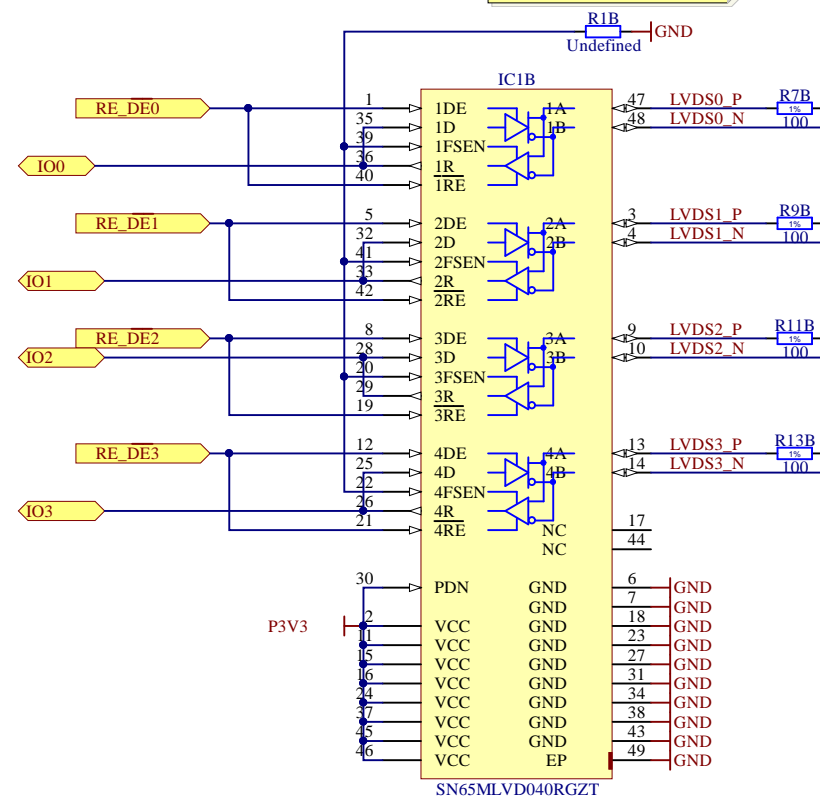 R1B
GND
Undefined
IC1B
RE_DE0 1 1DE 1A 47 LVDS0_P R7B
35 1D 1B 48 LVDS0_N 1% 100
39 1FSEN
IO0 36 1R
40 1RE
RE_DE1 5 2DE 2A 3 LVDS1_P R9B
32 2D 2B 4 LVDS1_N 1% 100
41 2FSEN
IO1 33 2R
42 2RE
RE_DE2 8 3DE 3A 9 LVDS2_P R11B
IO2 28 3D 3B 10 LVDS2_N 1% 100
20 3FSEN
29 3R
19 3RE
RE_DE3 12 4DE 4A 13 LVDS3_P R13B
25 4D 4B 14 LVDS3_N 1% 100
22 4FSEN
IO3 26 4R
21 4RE NC 17
NC 44
30 PDN GND 6 GND
GND 7 GND
P3V3 2 VCC GND 18 GND
11 VCC GND 23 GND
15 VCC GND 27 GND
16 VCC GND 31 GND
24 VCC GND 34 GND
37 VCC GND 38 GND
45 VCC GND 43 GND
46 VCC EP 49 GND
SN65MLVD040RGZT